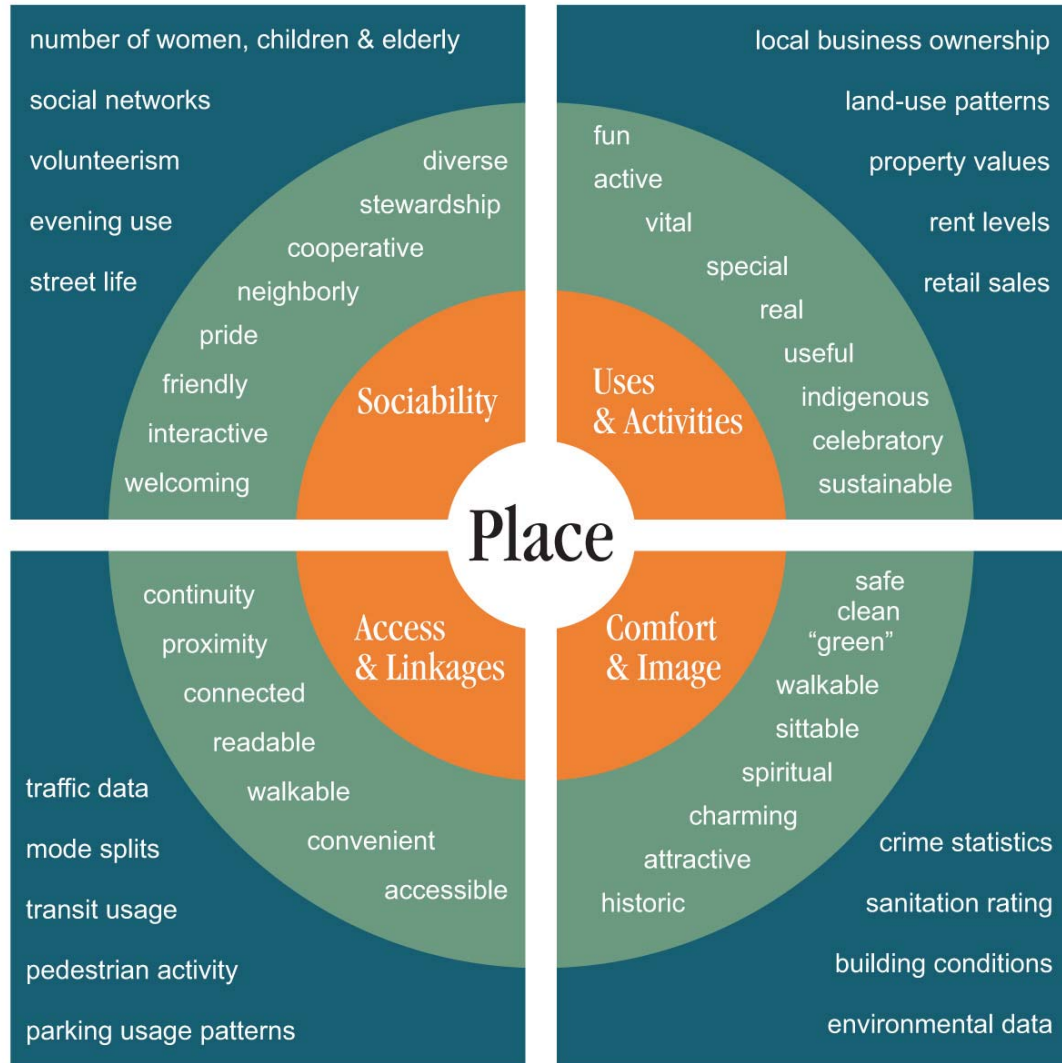 number of women, children & elderly
social networks
volunteerism
evening use
street life
diverse
stewardship
cooperative
neighborly
pride
friendly
interactive
welcoming
Sociability
local business ownership
land-use patterns
property values
rent levels
retail sales
fun
active
vital
special
real
useful
indigenous
celebratory
sustainable
Uses
& Activities
Place
continuity
proximity
connected
readable
walkable
convenient
accessible
Access
& Linkages
traffic data
mode splits
transit usage
pedestrian activity
parking usage patterns
Comfort
& Image
safe
clean
“green”
walkable
sittable
spiritual
charming
attractive
historic
crime statistics
sanitation rating
building conditions
environmental data